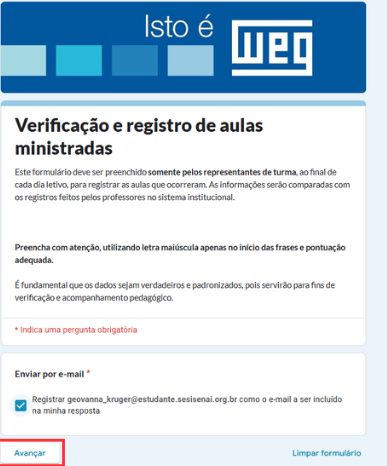 Isto é
weg
Verificação e registro de aulas
ministradas
Este formulário deve ser preenchido somente pelos representantes de turma, ao final de
cada dia letivo, para registrar as aulas que ocorreram. As informações serão comparadas com
os registros feitos pelos professores no sistema institucional.
Preencha com atenção, utilizando letra maiúscula apenas no início das frases e pontuação
adequada.
É fundamental que os dados sejam verdadeiros e padronizados, pois servirão para fins de
verificação e acompanhamento pedagógico.
* Indica uma pergunta obrigatória
Enviar por e-mail *
Registrar geovanna_kruger@estudante.sesisenai.org.br como o e-mail a ser incluído
na minha resposta
Avançar
Limpar formulário